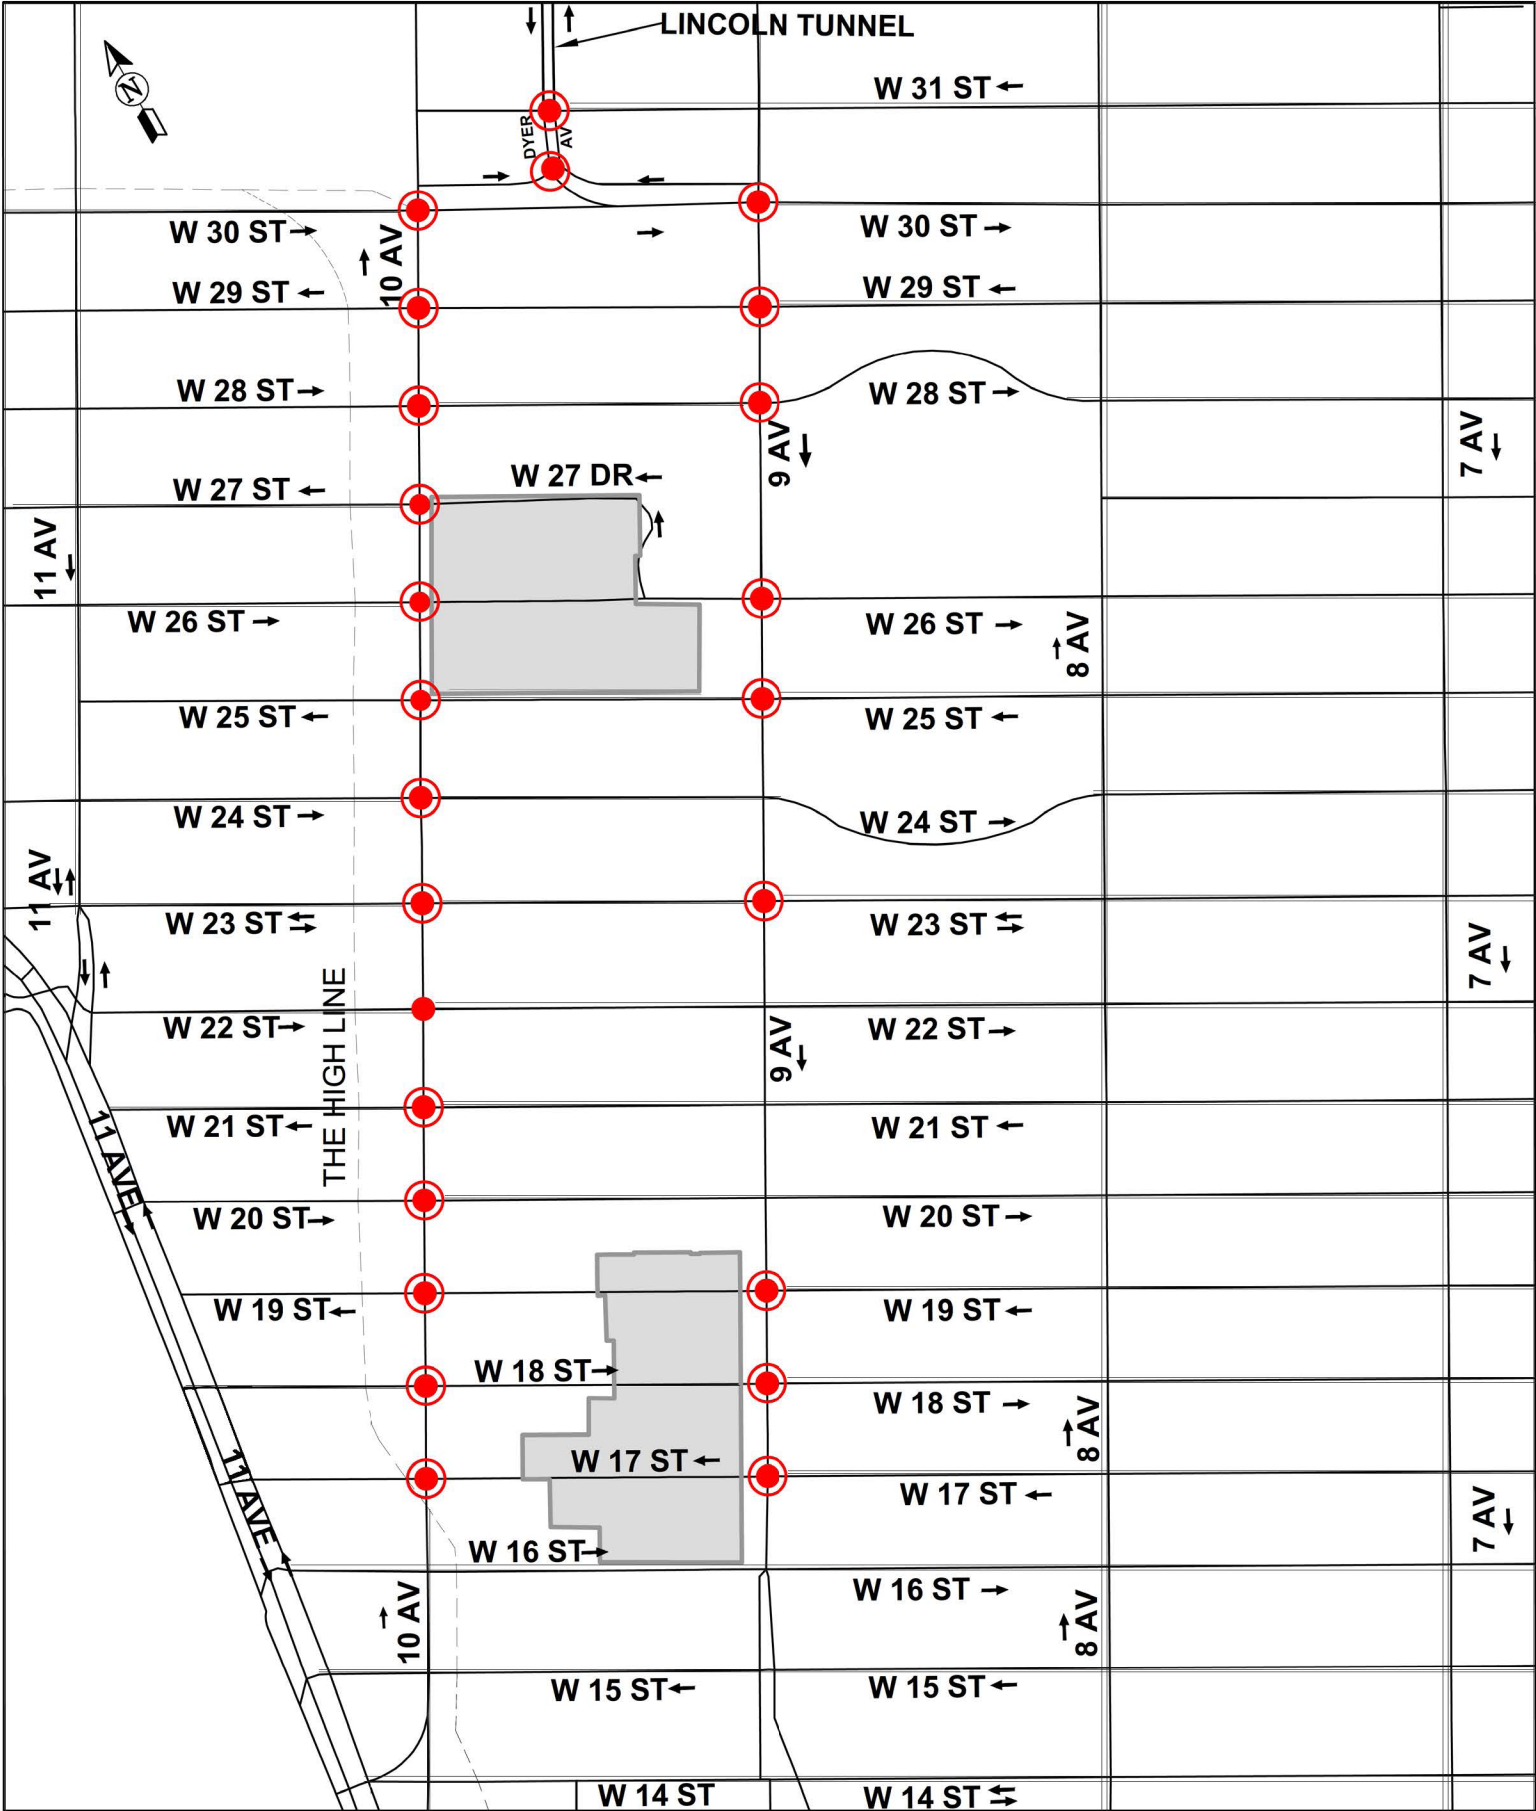 LINCOLN TUNNEL
W 31 ST
N
DYER
AV
W 30 ST
W 30 ST
10 AV
W 29 ST
W 29 ST
W 28 ST
W 28 ST
9 AV
7 AV
W 27 ST
W 27 DR
11 AV
W 26 ST
W 26 ST
8 AV
W 25 ST
W 25 ST
W 24 ST
W 24 ST
11 AV
W 23 ST
W 23 ST
7 AV
THE HIGH LINE
W 22 ST
W 22 ST
9 AV
11 AVE
W 21 ST
W 21 ST
W 20 ST
W 20 ST
W 19 ST
W 19 ST
W 18 ST
W 18 ST
8 AV
W 17 ST
W 17 ST
11 AVE
7 AV
W 16 ST
W 16 ST
10 AV
8 AV
W 15 ST
W 15 ST
W 14 ST
W 14 ST